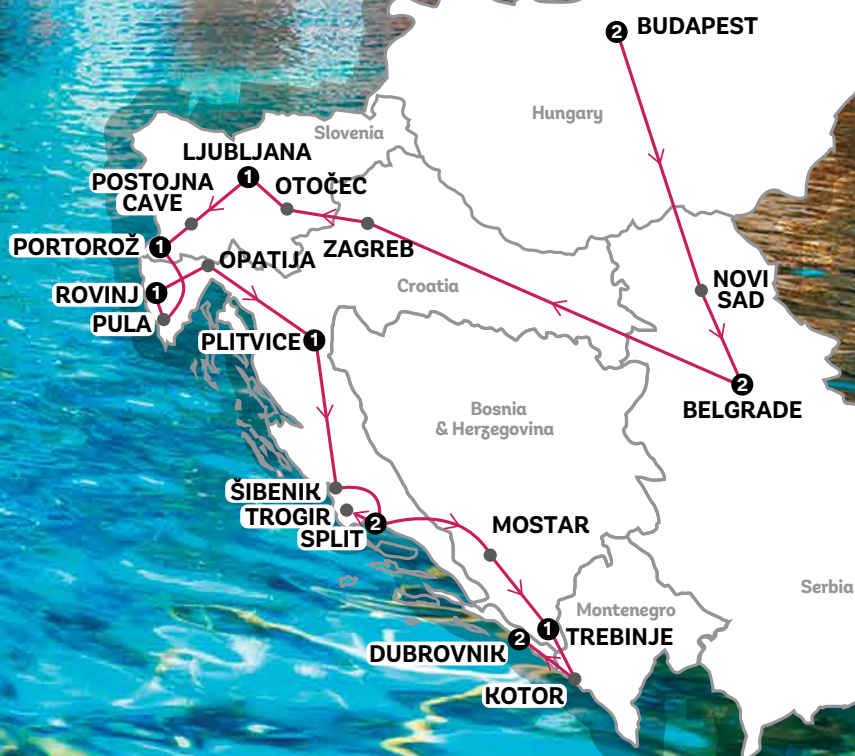 2 BUDAPEST
Hungary
Slovenia
LJUBLJANA
1
POSTOJNA
CAVE
OTOČEC
PORTOROŽ 1
ZAGREB
OPATIJA
ROVINJ 1
PULA
Croatia
NOVI
SAD
PLITVICE 1
2
BELGRADE
Bosnia
& Herzegovina
ŠIBENIK
TROGIR
SPLIT 2
MOSTAR
Serbia
Montenegro
1 TREBINJE
DUBROVNIK 2
KOTOR